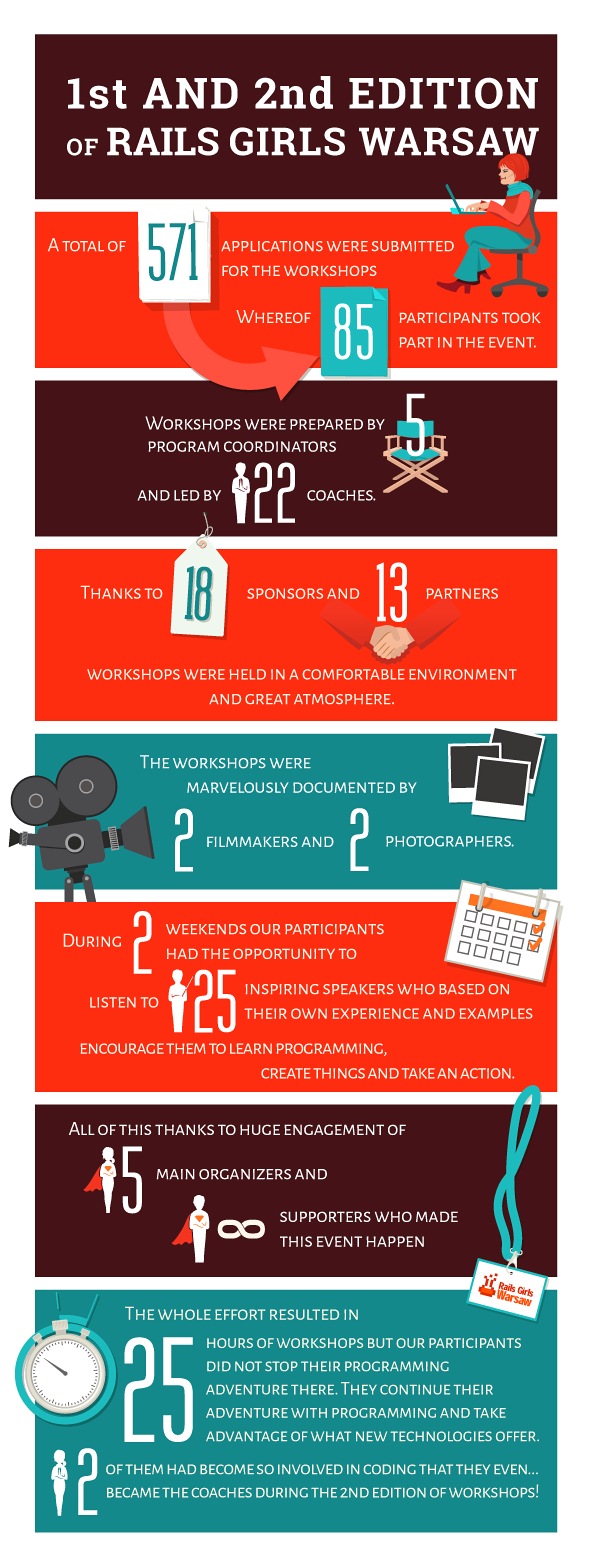 1st AND 2nd EDITION
OF RAILS GIRLS WARSAW
A TOTAL OF 571 APPLICATIONS WERE SUBMITTED
FOR THE WORKSHOPS
WHEREOF 85 PARTICIPANTS TOOK
PART IN THE EVENT.
WORKSHOPS WERE PREPARED BY 5
PROGRAM COORDINATORS
AND LED BY 22 COACHES.
THANKS TO 18 SPONSORS AND 13 PARTNERS
WORKSHOPS WERE HELD IN A COMFORTABLE ENVIRONMENT
AND GREAT ATMOSPHERE.
THE WORKSHOPS WERE
MARVELOUSLY DOCUMENTED BY
2 FILMMAKERS AND 2 PHOTOGRAPHERS.
DURING 2 WEEKENDS OUR PARTICIPANTS
HAD THE OPPORTUNITY TO
LISTEN TO 25 INSPIRING SPEAKERS WHO BASED ON
THEIR OWN EXPERIENCE AND EXAMPLES
ENCOURAGE THEM TO LEARN PROGRAMMING,
CREATE THINGS AND TAKE AN ACTION.
ALL OF THIS THANKS TO HUGE ENGAGEMENT OF
5 MAIN ORGANIZERS AND
∞ SUPPORTERS WHO MADE
THIS EVENT HAPPEN
Rails Girls
Warsaw
THE WHOLE EFFORT RESULTED IN
25 HOURS OF WORKSHOPS BUT OUR PARTICIPANTS
DID NOT STOP THEIR PROGRAMMING
ADVENTURE THERE. THEY CONTINUE THEIR
ADVENTURE WITH PROGRAMMING AND TAKE
ADVANTAGE OF WHAT NEW TECHNOLOGIES OFFER.
2 OF THEM HAD BECOME SO INVOLVED IN CODING THAT THEY EVEN...
BECAME THE COACHES DURING THE 2ND EDITION OF WORKSHOPS!